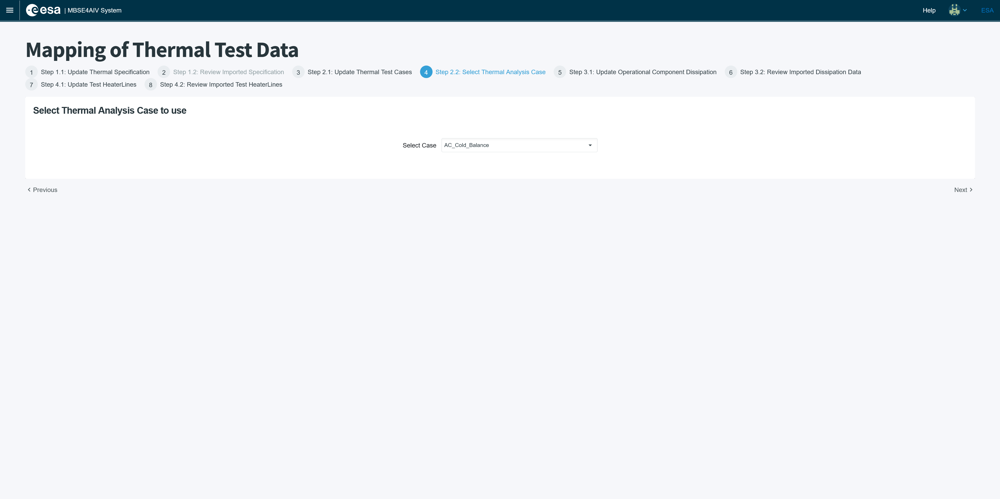 esa | MBSE4AIV System Help ESA
Mapping of Thermal Test Data
1 Step 1.1: Update Thermal Specification 2 Step 1.2: Review Imported Specification 3 Step 2.1: Update Thermal Test Cases 4 Step 2.2: Select Thermal Analysis Case 5 Step 3.1: Update Operational Component Dissipation 6 Step 3.2: Review Imported Dissipation Data
7 Step 4.1: Update Test HeaterLines 8 Step 4.2: Review Imported Test HeaterLines
Select Thermal Analysis Case to use
Select Case AC_Cold_Balance
Previous Next